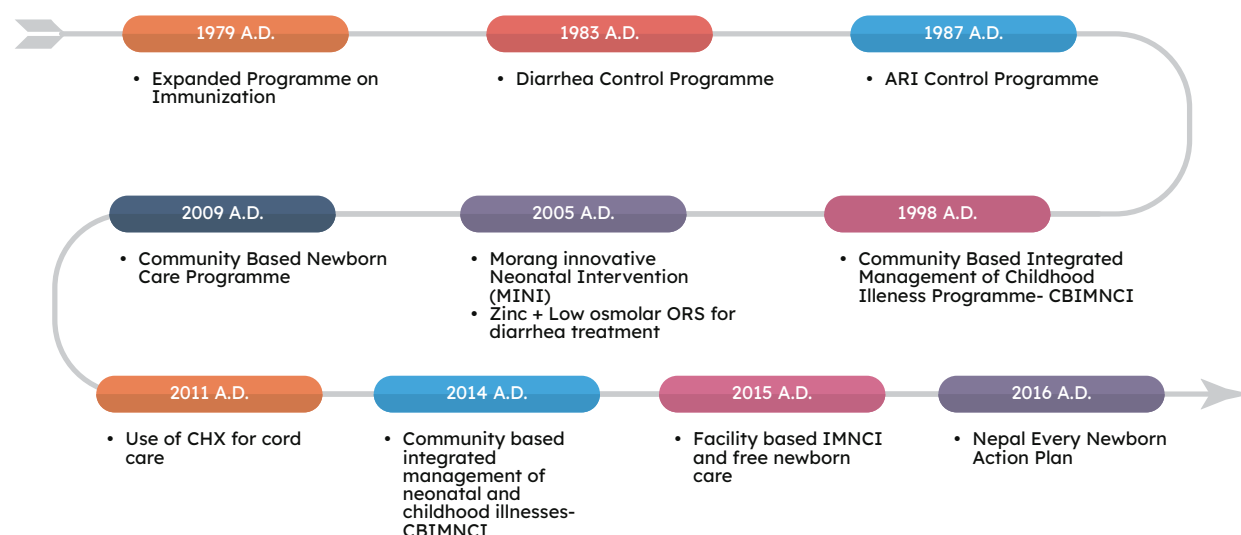 1979 A.D.
• Expanded Programme on
Immunization
1983 A.D.
• Diarrhea Control Programme
1987 A.D.
• ARI Control Programme
1998 A.D.
• Community Based Integrated
Management of Childhood
Illeness Programme- CBIMNCI
2005 A.D.
• Morang innovative
Neonatal Intervention
(MINI)
• Zinc + Low osmolar ORS for
diarrhea treatment
2009 A.D.
• Community Based Newborn
Care Programme
2011 A.D.
• Use of CHX for cord
care
2014 A.D.
• Community based
integrated
management of
neonatal and
childhood illnesses-
CBIMNCI
2015 A.D.
• Facility based IMNCI
and free newborn
care
2016 A.D.
• Nepal Every Newborn
Action Plan